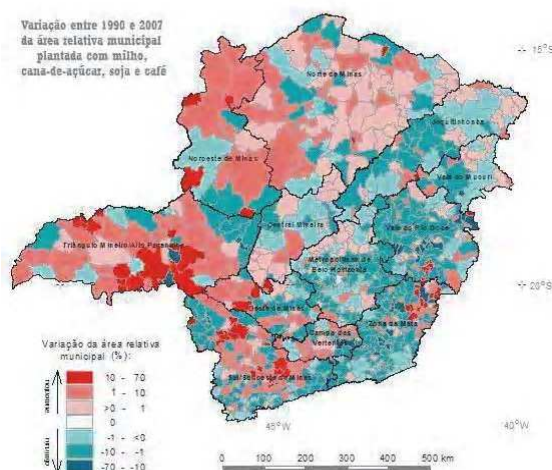 Variação entre 1990 e 2007
da área relativa municipal
plantada com milho,
cana-de-açúcar, soja e café
15°S
Norte de Minas
Jequitinhonha
Noroeste de Minas
Vale do Mucuri
Central Mineira
Vale do Rio Doce
Triângulo Mineiro/Alto Paranaíba
Metropolitana de
Belo Horizonte
20°S
Oeste de Minas
Campo das
Vertentes
Zona da Mata
Sul/Sudoeste de Minas
Variação da área relativa
municipal (%):
10 - 70
1 - 10
>0 - 1
0
-1 - <0
-10 - -1
-70 - -10
45°W
40°W
0 100 200 300 400 500 km